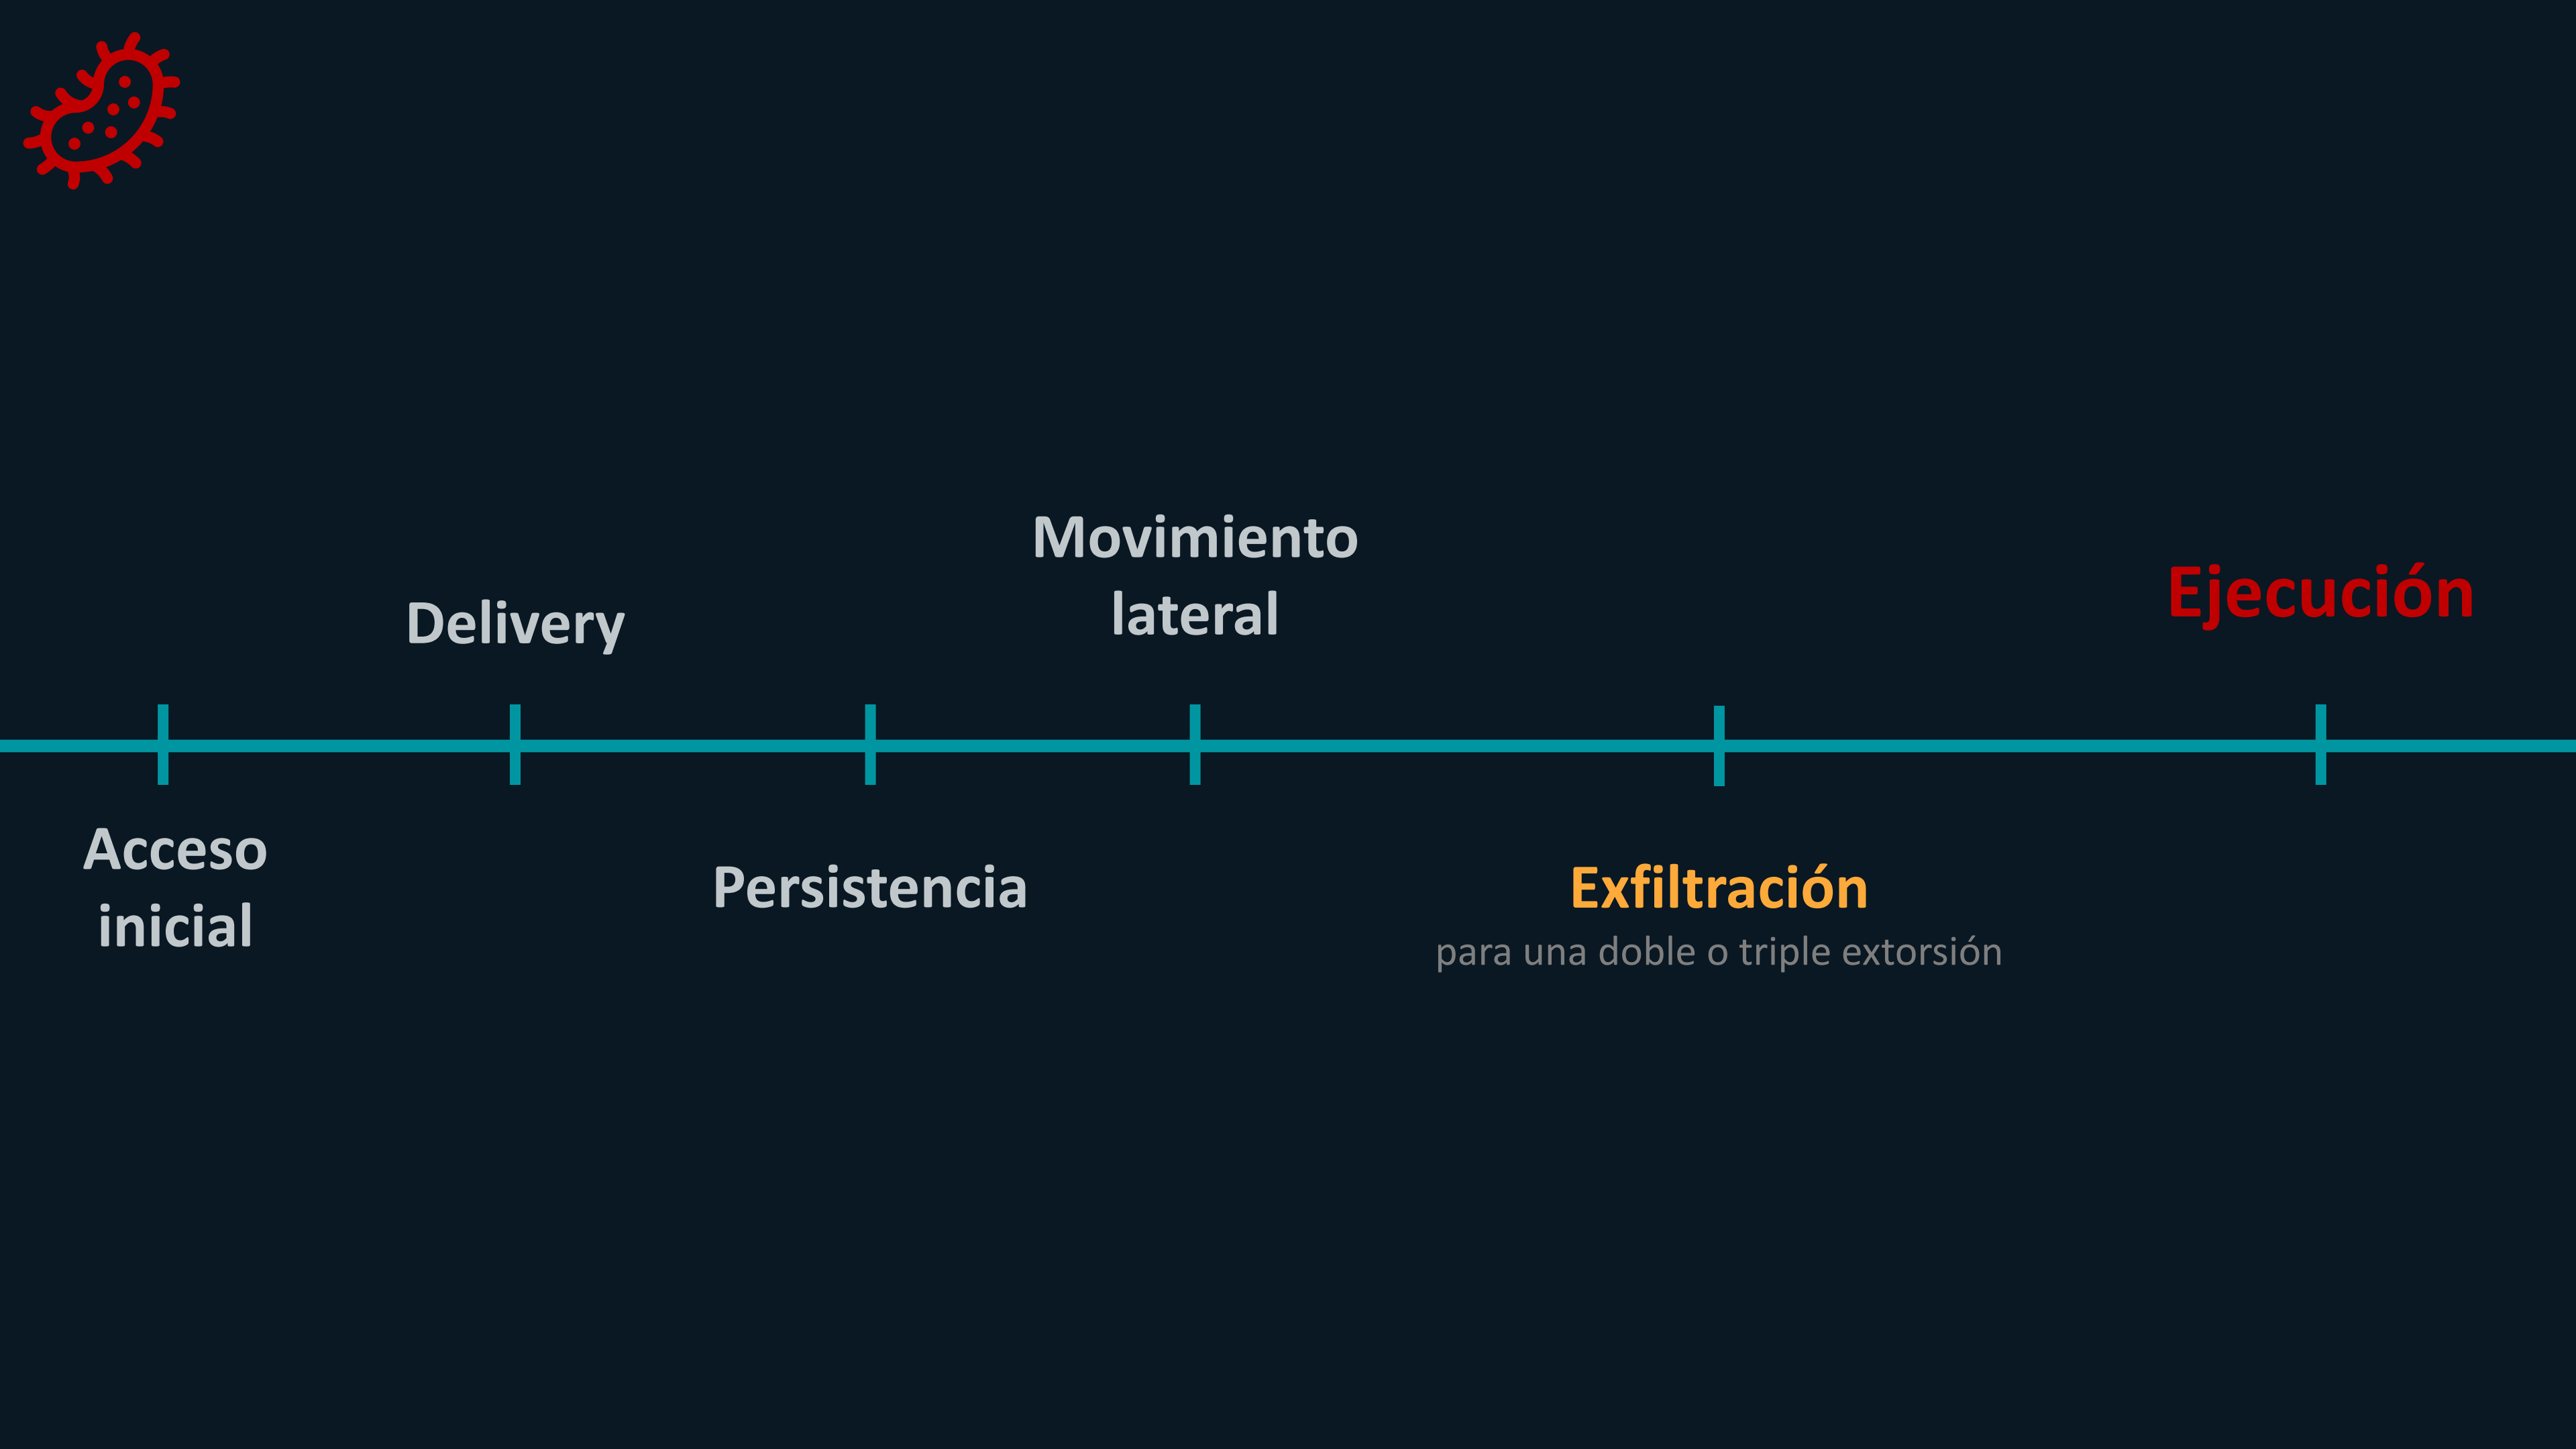 Acceso
inicial
Delivery
Persistencia
Movimiento
lateral
Exfiltración
para una doble o triple extorsión
Ejecución